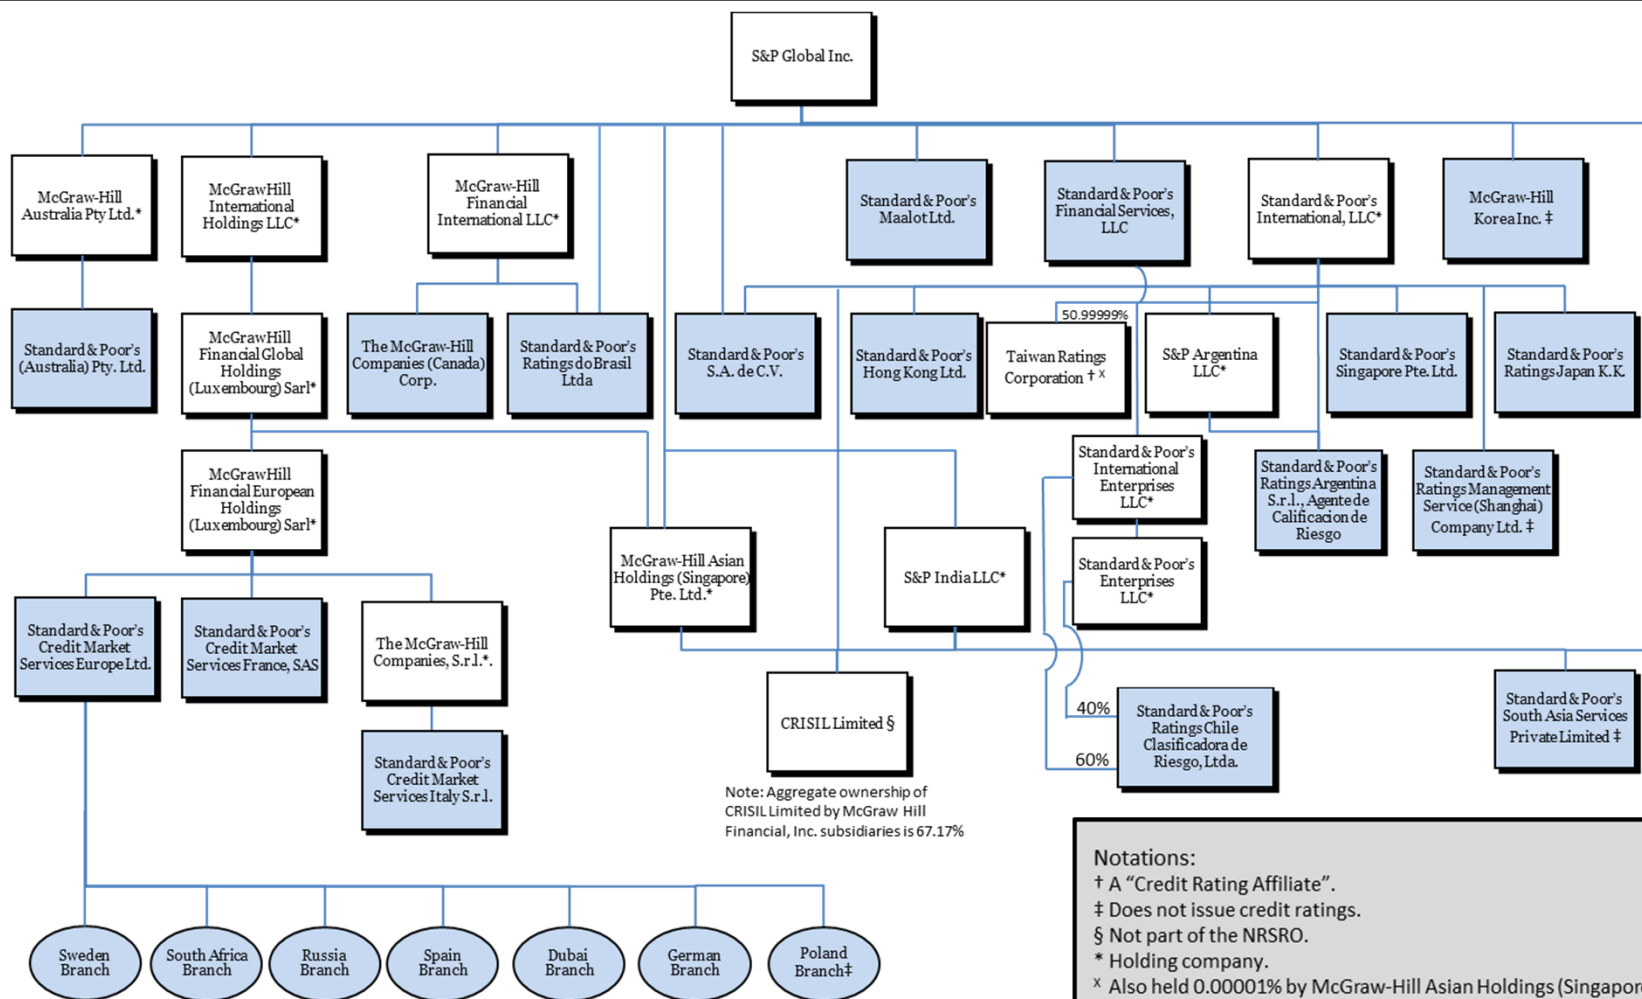 S&P Global Inc.
McGraw-Hill
Australia Pty Ltd.*
McGrawHill
International
Holdings LLC*
McGraw-Hill
Financial
International LLC*
Standard & Poor's
Maalot Ltd.
Standard & Poor's
Financial Services,
LLC
Standard & Poor's
International, LLC*
McGraw-Hill
Korea Inc. ‡
Standard & Poor's
(Australia) Pty. Ltd.
McGrawHill
Financial Global
Holdings
(Luxembourg) Sarl*
The McGraw-Hill
Companies (Canada)
Corp.
Standard & Poor's
Ratings do Brasil
Ltda
Standard & Poor's
S.A. de C.V.
Standard & Poor's
Hong Kong Ltd.
50.99999%
Taiwan Ratings
Corporation † x
S&P Argentina
LLC*
Standard & Poor's
Singapore Pte. Ltd.
Standard & Poor's
Ratings Japan K.K.
McGrawHill
Financial European
Holdings
(Luxembourg) Sarl*
Standard & Poor's
International
Enterprises
LLC*
Standard & Poor's
Ratings Argentina
S.r.l., Agente de
Calificacion de
Riesgo
Standard & Poor's
Ratings Management
Service (Shanghai)
Company Ltd. ‡
McGraw-Hill Asian
Holdings (Singapore)
Pte. Ltd.*
S&P India LLC*
Standard & Poor's
Enterprises
LLC*
Standard & Poor's
Credit Market
Services Europe Ltd.
Standard & Poor's
Credit Market
Services France, SAS
The McGraw-Hill
Companies, S.r.l.*.
CRISIL Limited §
40%
60%
Standard & Poor's
Ratings Chile
Clasificadora de
Riesgo, Ltda.
Standard & Poor's
South Asia Services
Private Limited ‡
Standard & Poor's
Credit Market
Services Italy S.r.l.
Note: Aggregate ownership of
CRISIL Limited by McGraw Hill
Financial, Inc. subsidiaries is 67.17%
Sweden
Branch
South Africa
Branch
Russia
Branch
Spain
Branch
Dubai
Branch
German
Branch
Poland
Branch‡
Notations:
† A “Credit Rating Affiliate”.
‡ Does not issue credit ratings.
§ Not part of the NRSRO.
* Holding company.
x Also held 0.00001% by McGraw-Hill Asian Holdings (Singapor